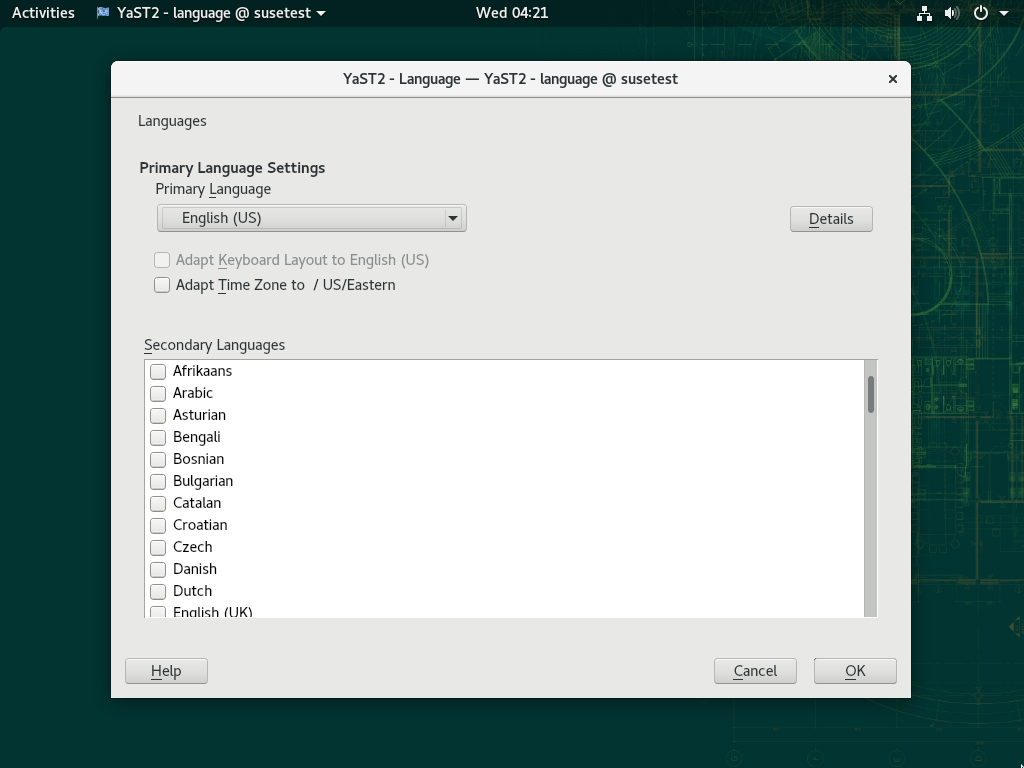 Activities YaST2 - language @ susetest Wed 04:21
YaST2 - Language — YaST2 - language @ susetest
Languages
Primary Language Settings
Primary Language
English (US)
Details
Adapt Keyboard Layout to English (US)
Adapt Time Zone to / US/Eastern
Secondary Languages
Afrikaans
Arabic
Asturian
Bengali
Bosnian
Bulgarian
Catalan
Croatian
Czech
Danish
Dutch
English (UK)
Help Cancel OK